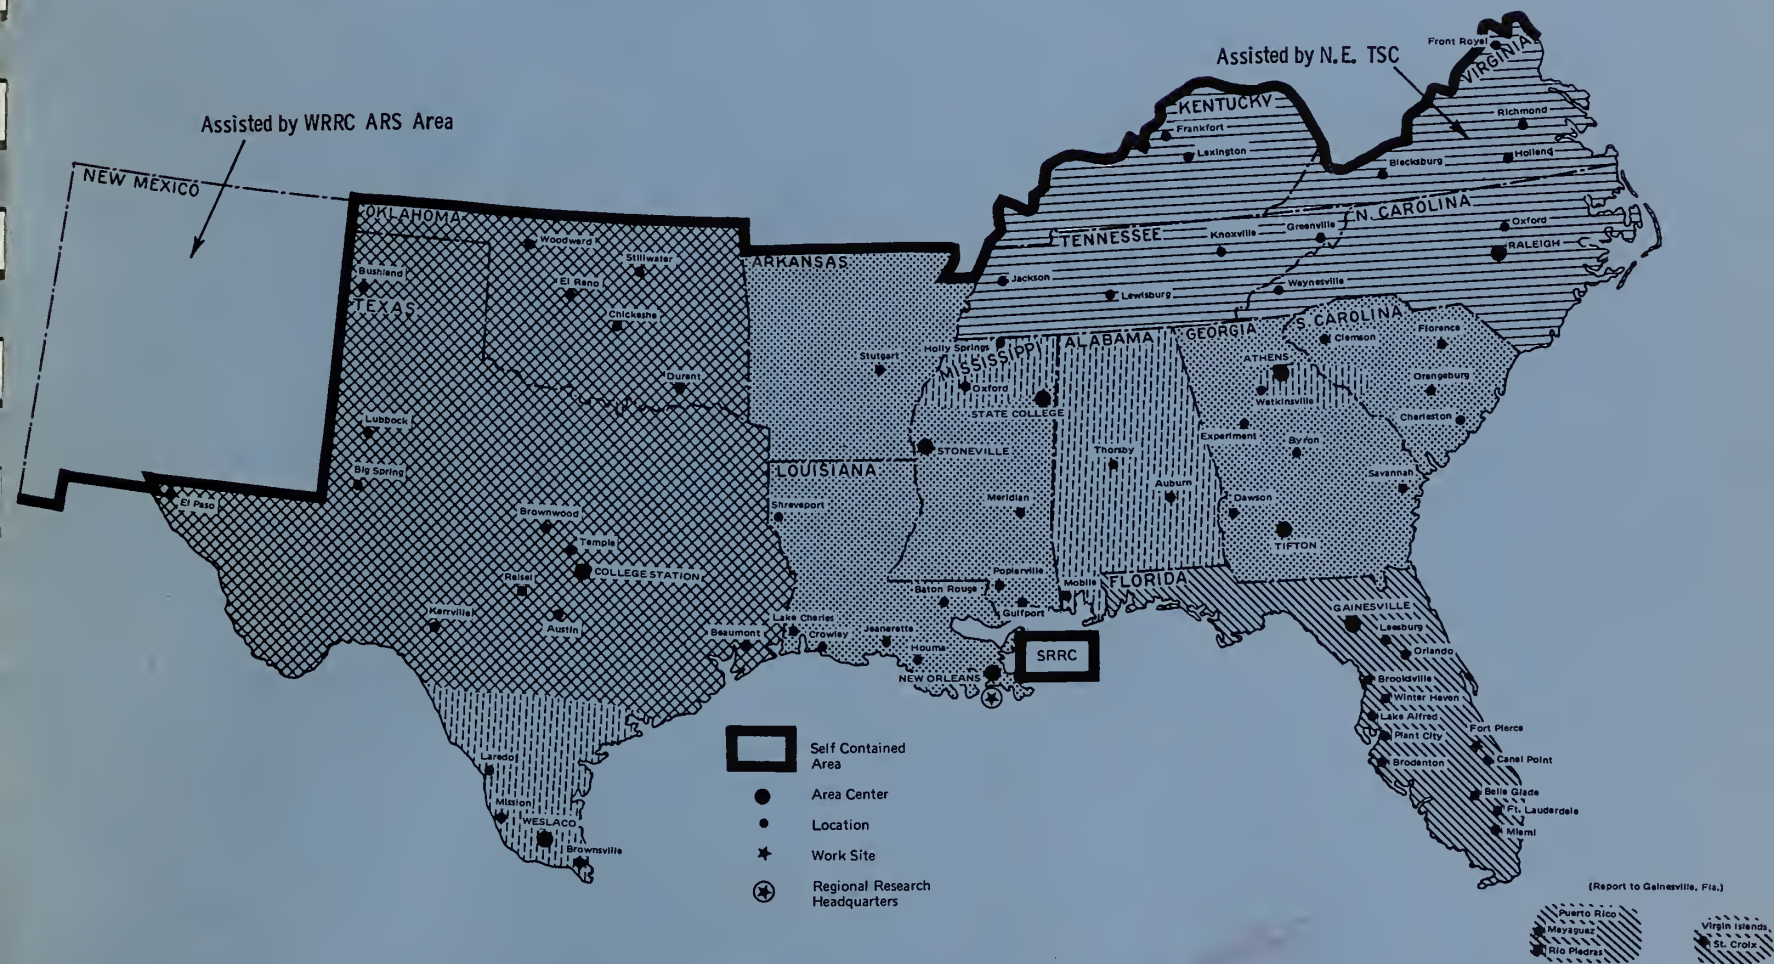 Assisted by WRRC ARS Area
Assisted by N.E. TSC
NEW MEXICO
OKLAHOMA
Woodward
Stillwater
El Reno
Chickasha
Durant
TEXAS
Bushland
Lubbock
Big Spring
El Paso
Brownwood
Temple
COLLEGE STATION
Reisel
Austin
Kerrville
Beaumont
Laredo
Mission
WESLACO
Brownsville
ARKANSAS
Stutgart
LOUISIANA
Shreveport
Lake Charles
Crowley
Jeanerette
Houma
Baton Rouge
NEW ORLEANS
SRRC
MISSISSIPPI
Holly Springs
Oxford
STATE COLLEGE
STONEVILLE
Meridian
Poplarville
Gulfport
ALABAMA
Thorsby
Auburn
Mobile
GEORGIA
ATHENS
Watkinsville
Experiment
Byron
Savannah
Dawson
TIFTON
S. CAROLINA
Clemson
Florence
Orangeburg
Charleston
KENTUCKY
Frankfort
Lexington
TENNESSEE
Knoxville
Greenville
Jackson
Lewisburg
N. CAROLINA
Oxford
RALEIGH
Waynesville
VIRGINIA
Front Royal
Richmond
Holland
Blacksburg
FLORIDA
GAINESVILLE
Leesburg
Orlando
Brooksville
Winter Haven
Lake Alfred
Plant City
Bradenton
Fort Pierce
Canal Point
Belle Glade
Ft. Lauderdale
Miami
Self Contained
Area
Area Center
Location
Work Site
Regional Research
Headquarters
(Report to Gainesville, Fla.)
Puerto Rico
Mayaguez
Rio Piedras
Virgin Islands
St. Croix